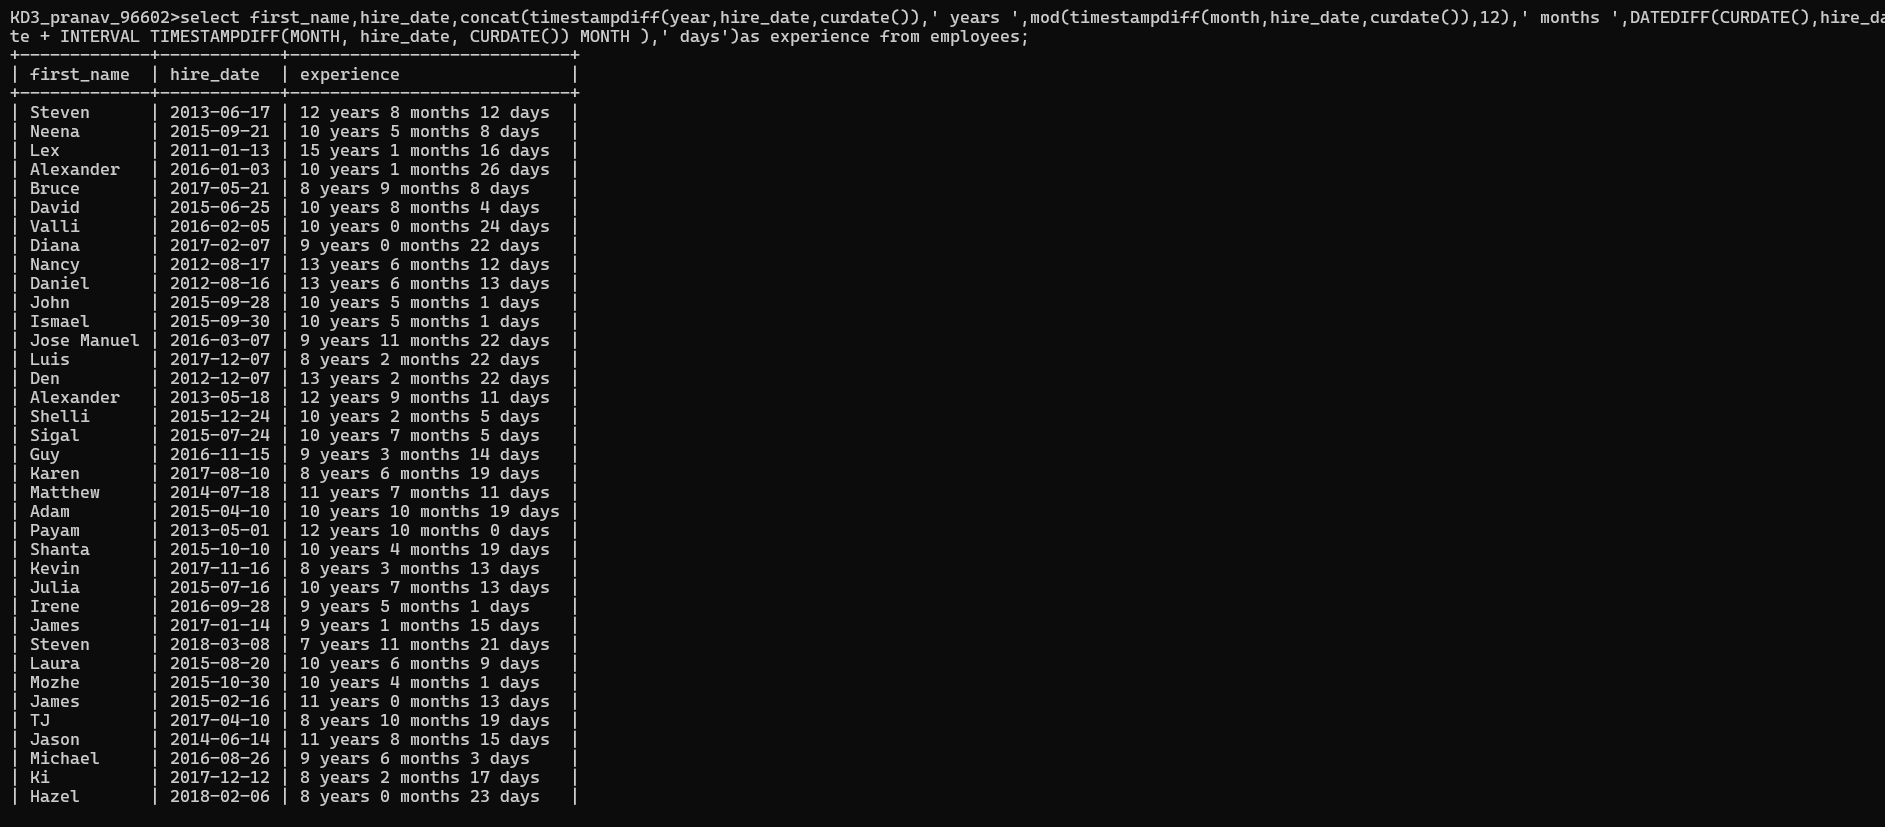 KD3_pranav_96602>select first_name,hire_date,concat(timestampdiff(year,hire_date,curdate()),' years ',mod(timestampdiff(month,hire_date,curdate()),12),' months ',DATEDIFF(CURDATE(),hire_da
te + INTERVAL TIMESTAMPDIFF(MONTH, hire_date, CURDATE()) MONTH ),' days')as experience from employees;
+-------------+------------+----------------------------+
| first_name  | hire_date  | experience                 |
+-------------+------------+----------------------------+
| Steven      | 2013-06-17 | 12 years 8 months 12 days  |
| Neena       | 2015-09-21 | 10 years 5 months 8 days   |
| Lex         | 2011-01-13 | 15 years 1 months 16 days  |
| Alexander   | 2016-01-03 | 10 years 1 months 26 days  |
| Bruce       | 2017-05-21 | 8 years 9 months 8 days    |
| David       | 2015-06-25 | 10 years 8 months 4 days   |
| Valli       | 2016-02-05 | 10 years 0 months 24 days  |
| Diana       | 2017-02-07 | 9 years 0 months 22 days   |
| Nancy       | 2012-08-17 | 13 years 6 months 12 days  |
| Daniel      | 2012-08-16 | 13 years 6 months 13 days  |
| John        | 2015-09-28 | 10 years 5 months 1 days   |
| Ismael      | 2015-09-30 | 10 years 5 months 1 days   |
| Jose Manuel | 2016-03-07 | 9 years 11 months 22 days  |
| Luis        | 2017-12-07 | 8 years 2 months 22 days   |
| Den         | 2012-12-07 | 13 years 2 months 22 days  |
| Alexander   | 2013-05-18 | 12 years 9 months 11 days  |
| Shelli      | 2015-12-24 | 10 years 2 months 5 days   |
| Sigal       | 2015-07-24 | 10 years 7 months 5 days   |
| Guy         | 2016-11-15 | 9 years 3 months 14 days   |
| Karen       | 2017-08-10 | 8 years 6 months 19 days   |
| Matthew     | 2014-07-18 | 11 years 7 months 11 days  |
| Adam        | 2015-04-10 | 10 years 10 months 19 days |
| Payam       | 2013-05-01 | 12 years 10 months 0 days  |
| Shanta      | 2015-10-10 | 10 years 4 months 19 days  |
| Kevin       | 2017-11-16 | 8 years 3 months 13 days   |
| Julia       | 2015-07-16 | 10 years 7 months 13 days  |
| Irene       | 2016-09-28 | 9 years 5 months 1 days    |
| James       | 2017-01-14 | 9 years 1 months 15 days   |
| Steven      | 2018-03-08 | 7 years 11 months 21 days  |
| Laura       | 2015-08-20 | 10 years 6 months 9 days   |
| Mozhe       | 2015-10-30 | 10 years 4 months 1 days   |
| James       | 2015-02-16 | 11 years 0 months 13 days  |
| TJ          | 2017-04-10 | 8 years 10 months 19 days  |
| Jason       | 2014-06-14 | 11 years 8 months 15 days  |
| Michael     | 2016-08-26 | 9 years 6 months 3 days    |
| Ki          | 2017-12-12 | 8 years 2 months 17 days   |
| Hazel       | 2018-02-06 | 8 years 0 months 23 days   |